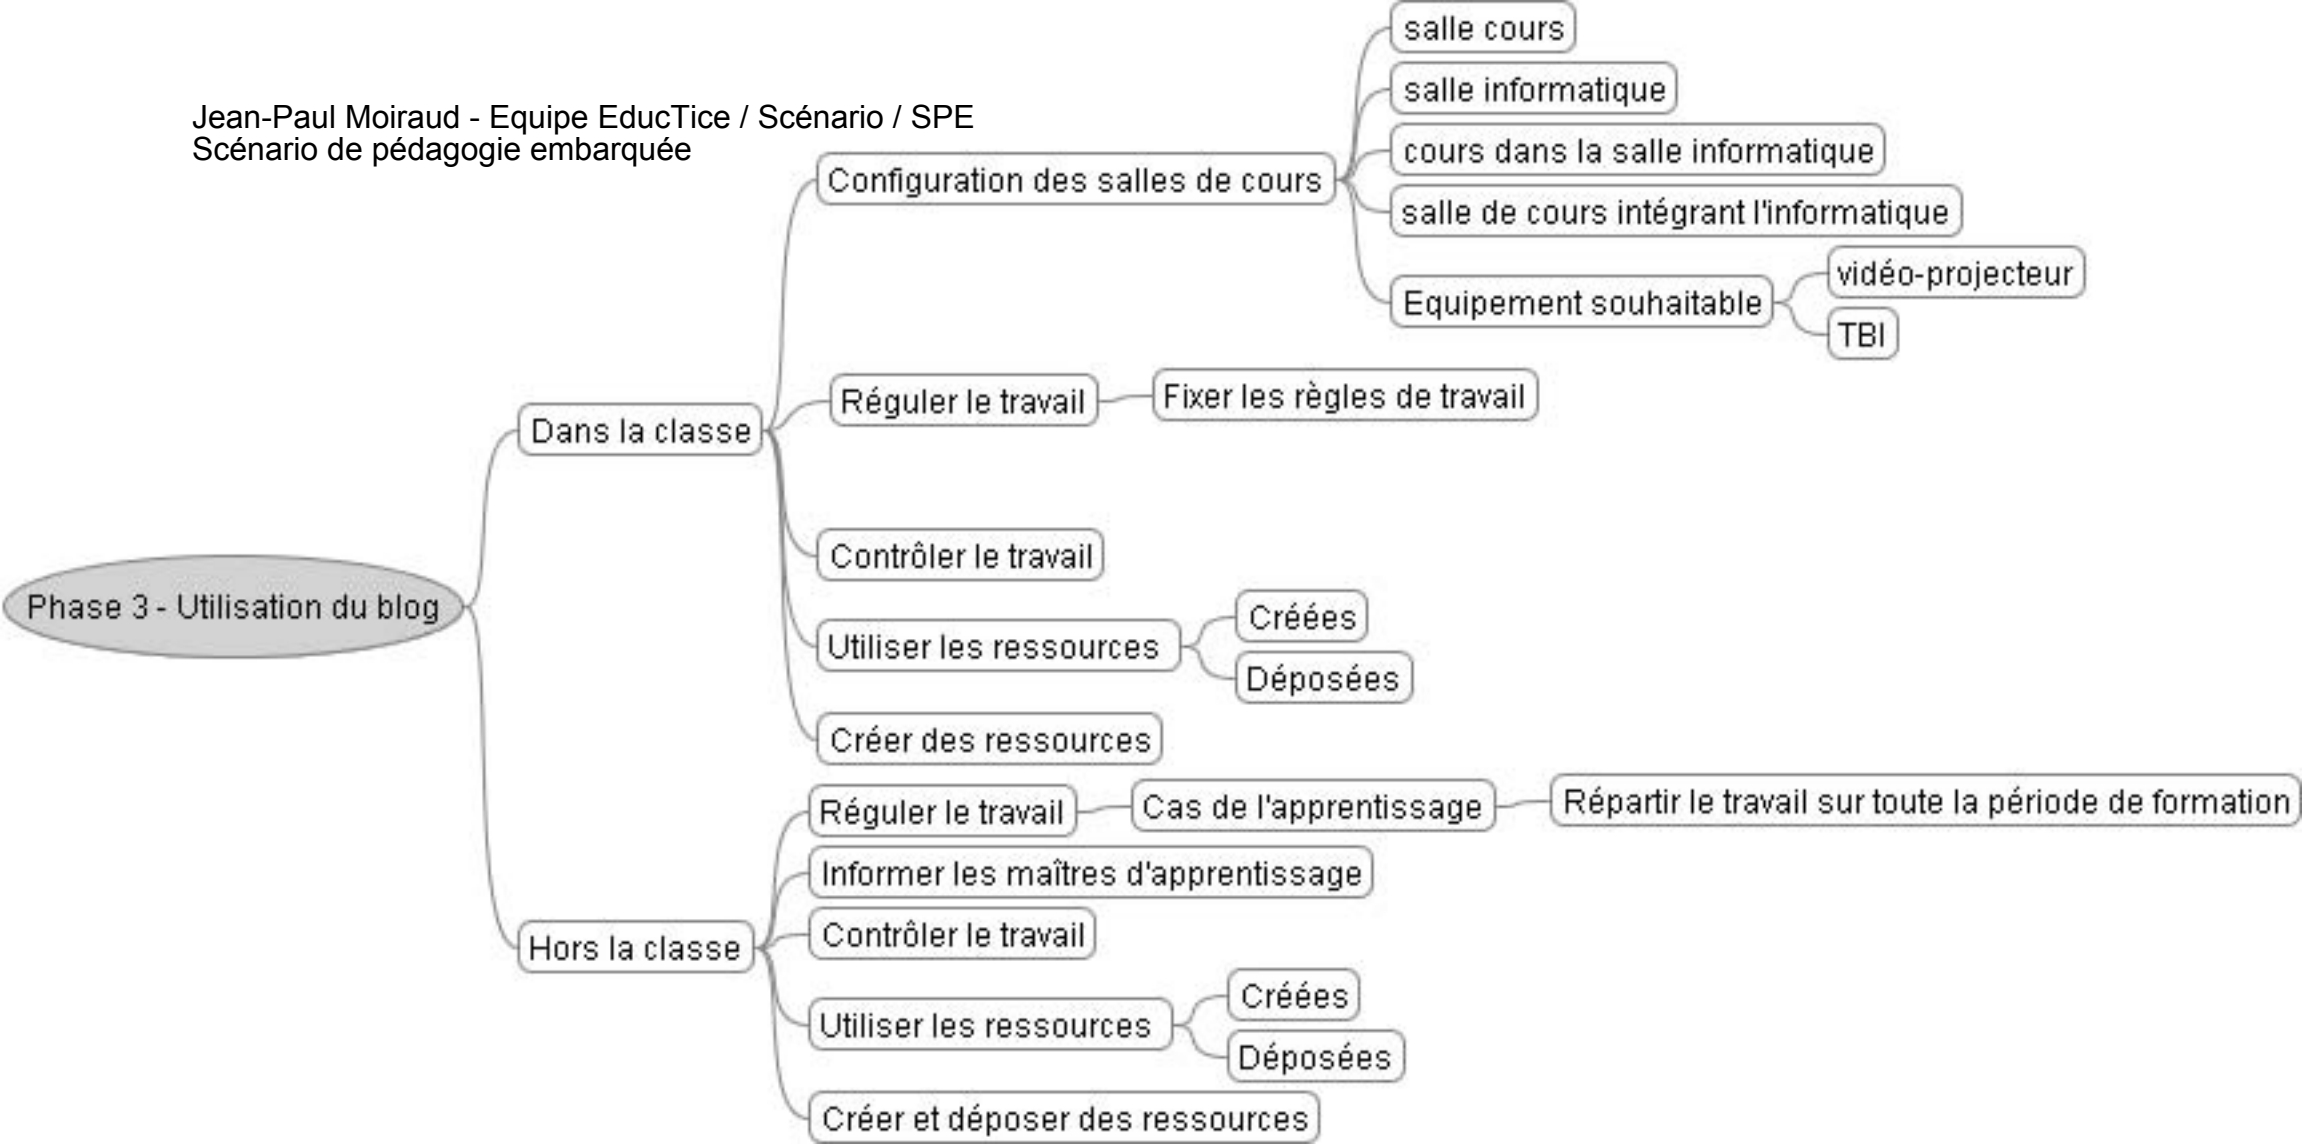 Jean-Paul Moiraud - Equipe EducTice / Scénario / SPE
Scénario de pédagogie embarquée
Phase 3 - Utilisation du blog
Dans la classe
Configuration des salles de cours
salle cours
salle informatique
cours dans la salle informatique
salle de cours intégrant l'informatique
Equipement souhaitable
vidéo-projecteur
TBI
Réguler le travail
Fixer les règles de travail
Contrôler le travail
Utiliser les ressources
Créées
Déposées
Créer des ressources
Hors la classe
Réguler le travail
Cas de l'apprentissage
Répartir le travail sur toute la période de formation
Informer les maîtres d'apprentissage
Contrôler le travail
Utiliser les ressources
Créées
Déposées
Créer et déposer des ressources